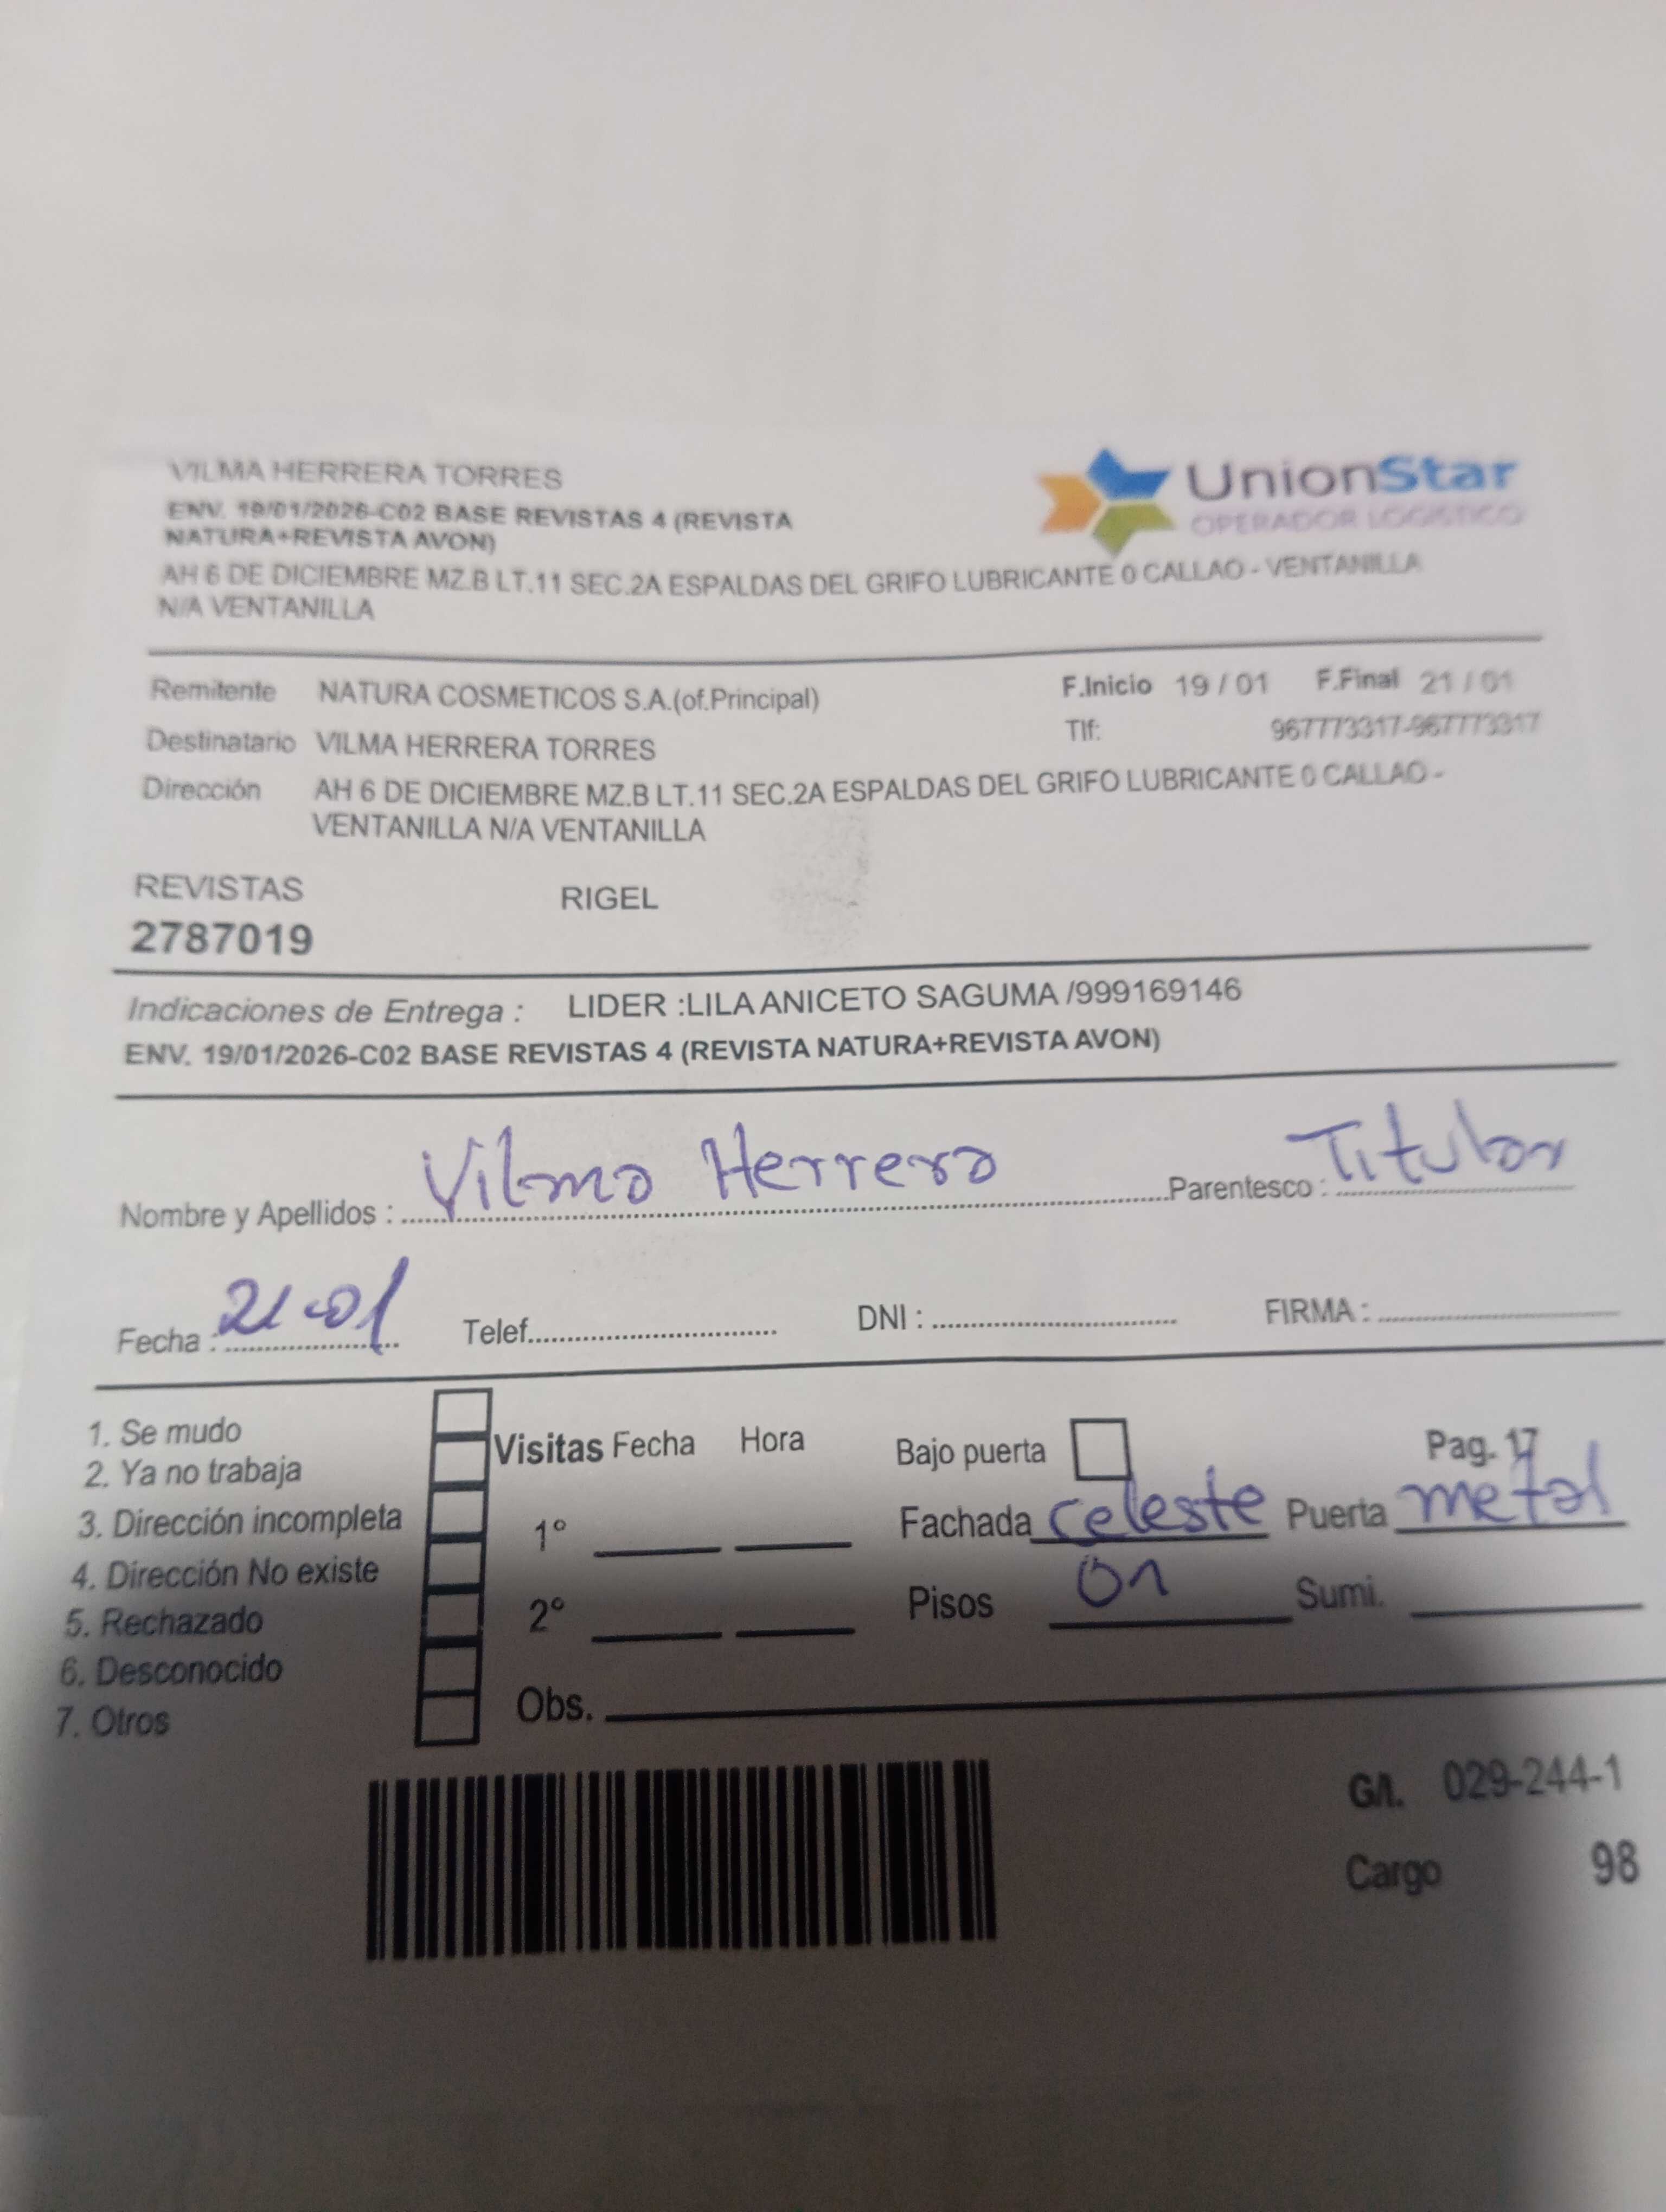 VILMA HERRERA TORRES
UnionStar
OPERADOR LOGISTICO
ENV. 19/01/2026-C02 BASE REVISTAS 4 (REVISTA
NATURA+REVISTA AVON)
AH 6 DE DICIEMBRE MZ.B LT.11 SEC.2A ESPALDAS DEL GRIFO LUBRICANTE 0 CALLAO - VENTANILLA
N/A VENTANILLA
Remitente NATURA COSMETICOS S.A.(of.Principal) F.Inicio 19 / 01 F.Final 21 / 01
Destinatario VILMA HERRERA TORRES Tlf: 967773317-967773317
Dirección AH 6 DE DICIEMBRE MZ.B LT.11 SEC.2A ESPALDAS DEL GRIFO LUBRICANTE 0 CALLAO -
VENTANILLA N/A VENTANILLA
REVISTAS RIGEL
2787019
Indicaciones de Entrega : LIDER :LILA ANICETO SAGUMA /999169146
ENV. 19/01/2026-C02 BASE REVISTAS 4 (REVISTA NATURA+REVISTA AVON)
Nombre y Apellidos : Vilma Herrera Parentesco : Titular
Fecha : 21-01 Telef. DNI : FIRMA :
1. Se mudo
2. Ya no trabaja
3. Dirección incompleta
4. Dirección No existe
5. Rechazado
6. Desconocido
7. Otros
Visitas Fecha Hora
1°
2°
Obs.
Bajo puerta Pag. 17
Fachada celeste Puerta metal
Pisos 01 Sumi.
G/I. 029-244-1
Cargo 98